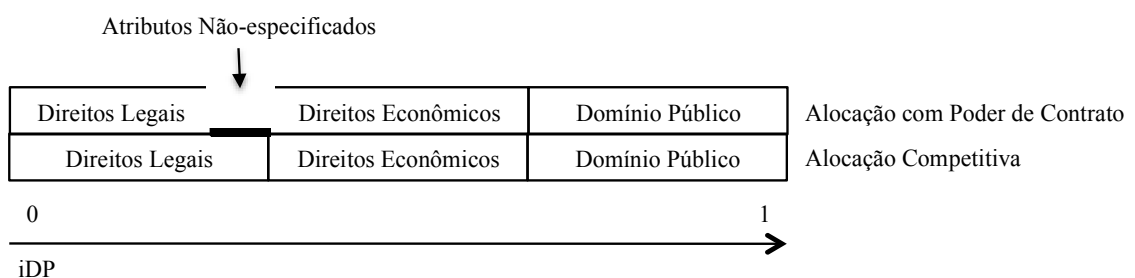 Atributos Não-especificados
Direitos Legais Direitos Econômicos Domínio Público Alocação com Poder de Contrato
Direitos Legais Direitos Econômicos Domínio Público Alocação Competitiva
0 1
iDP